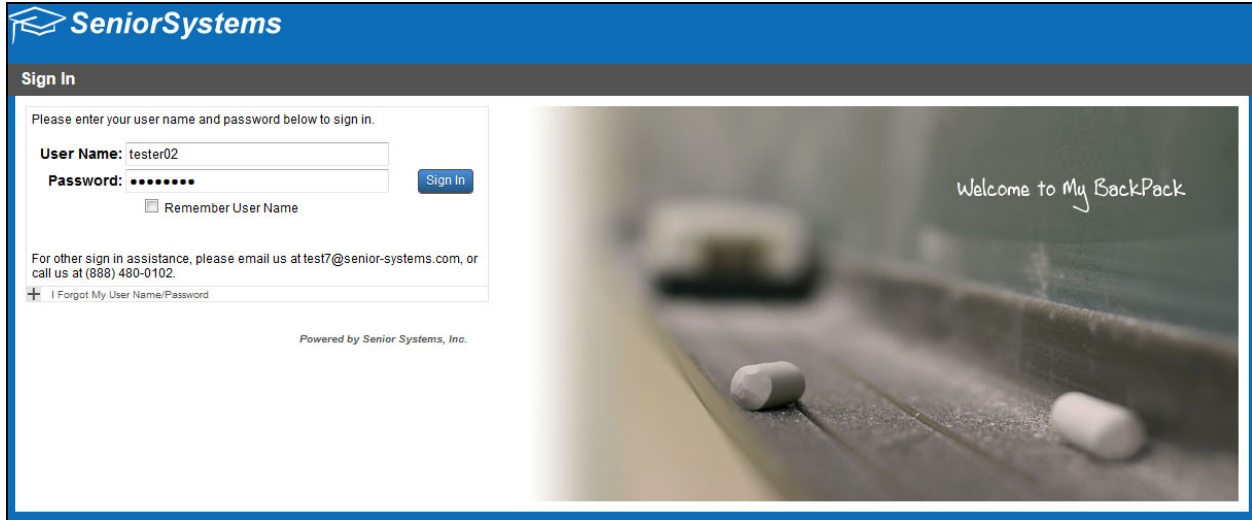 SeniorSystems
Sign In
Please enter your user name and password below to sign in.
User Name: tester02
Password: ●●●●●●●●
Sign In
Remember User Name
For other sign in assistance, please email us at test7@senior-systems.com, or
call us at (888) 480-0102.
I Forgot My User Name/Password
Powered by Senior Systems, Inc.
Welcome to My BackPack